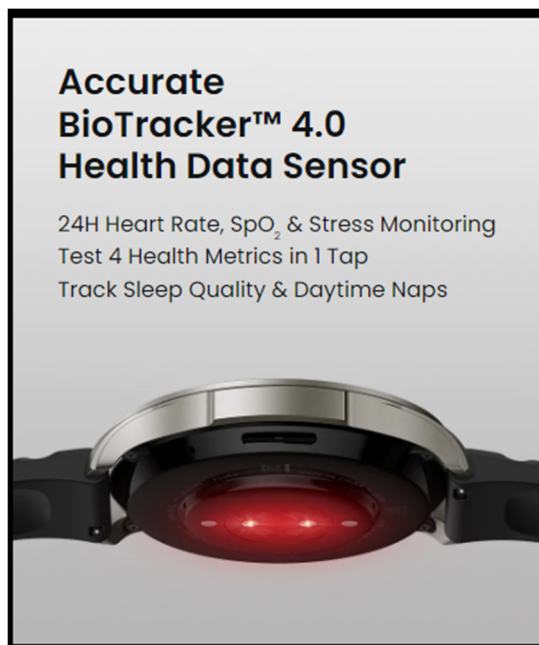 Accurate
BioTracker™ 4.0
Health Data Sensor
24H Heart Rate, SpO₂ & Stress Monitoring
Test 4 Health Metrics in 1 Tap
Track Sleep Quality & Daytime Naps